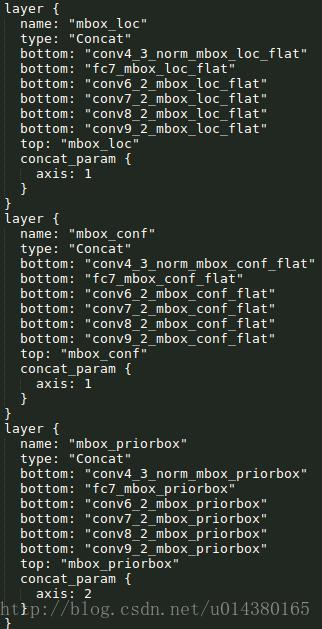 layer {
  name: "mbox_loc"
  type: "Concat"
  bottom: "conv4_3_norm_mbox_loc_flat"
  bottom: "fc7_mbox_loc_flat"
  bottom: "conv6_2_mbox_loc_flat"
  bottom: "conv7_2_mbox_loc_flat"
  bottom: "conv8_2_mbox_loc_flat"
  bottom: "conv9_2_mbox_loc_flat"
  top: "mbox_loc"
  concat_param {
    axis: 1
  }
}
layer {
  name: "mbox_conf"
  type: "Concat"
  bottom: "conv4_3_norm_mbox_conf_flat"
  bottom: "fc7_mbox_conf_flat"
  bottom: "conv6_2_mbox_conf_flat"
  bottom: "conv7_2_mbox_conf_flat"
  bottom: "conv8_2_mbox_conf_flat"
  bottom: "conv9_2_mbox_conf_flat"
  top: "mbox_conf"
  concat_param {
    axis: 1
  }
}
layer {
  name: "mbox_priorbox"
  type: "Concat"
  bottom: "conv4_3_norm_mbox_priorbox"
  bottom: "fc7_mbox_priorbox"
  bottom: "conv6_2_mbox_priorbox"
  bottom: "conv7_2_mbox_priorbox"
  bottom: "conv8_2_mbox_priorbox"
  bottom: "conv9_2_mbox_priorbox"
  top: "mbox_priorbox"
  concat_param {
    axis: 2
  }
http://blog.csdn.net/u014380165
}